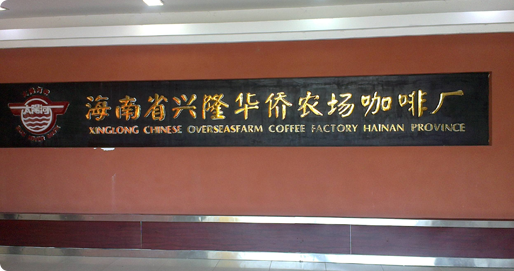 海南省兴隆华侨农场咖啡厂
XINGLONG CHINESE OVERSEASFARM COFFEE FACTORY HAINAN PROVINCE